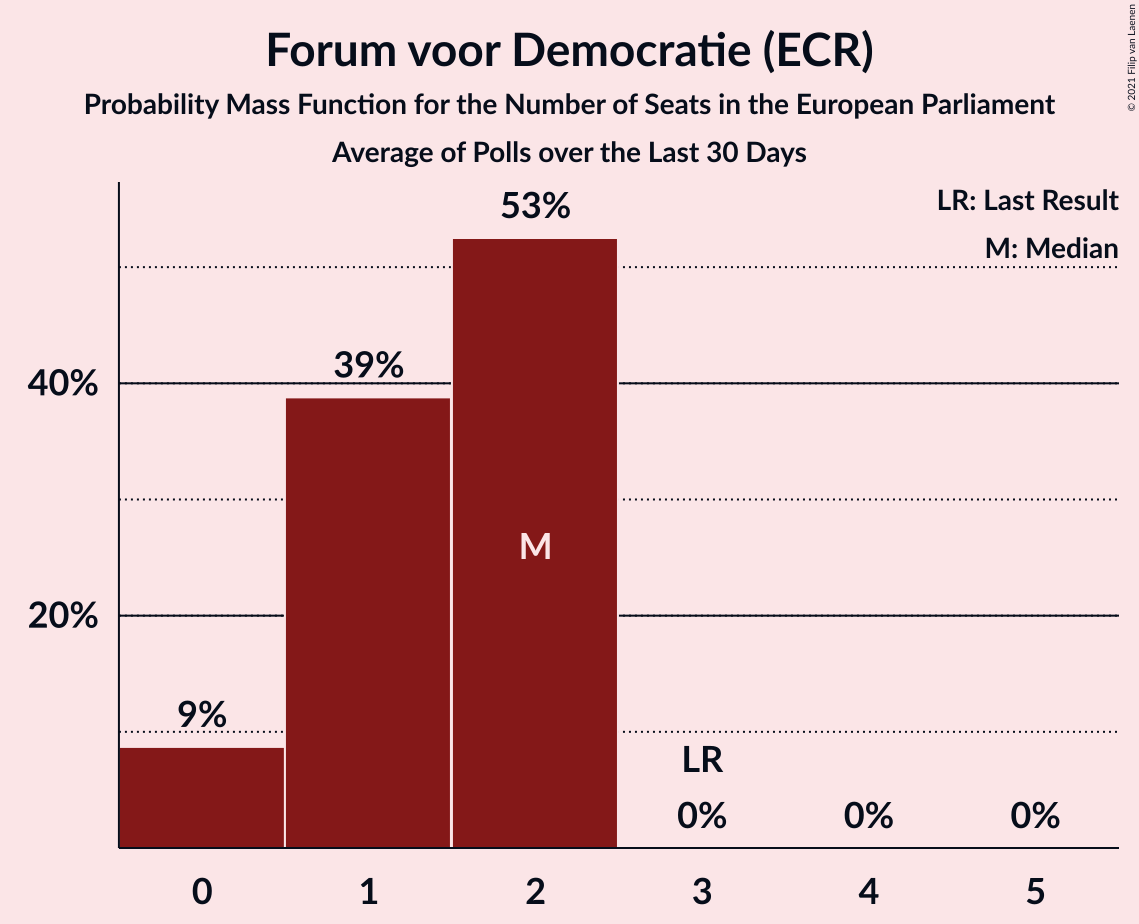 Forum voor Democratie (ECR)
Probability Mass Function for the Number of Seats in the European Parliament
Average of Polls over the Last 30 Days
© 2021 Filip van Laenen
LR: Last Result
M: Median
53%
39%
40%
M
20%
9%
LR
0%
0%
0%
0
1
2
3
4
5